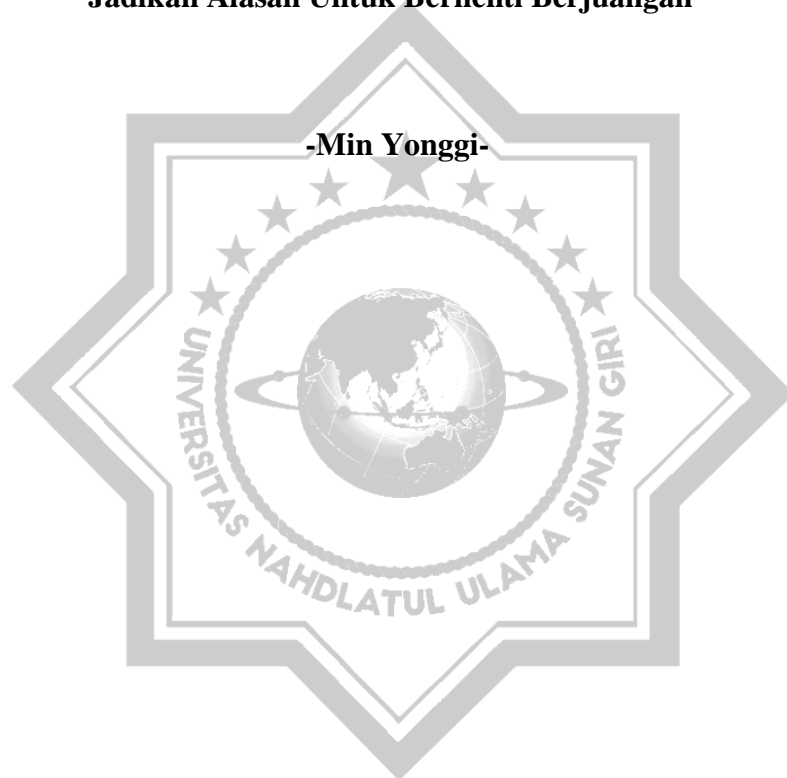 Jadikan Alasan Untuk Berhenti Berjuangan
-Min Yonggi-
UNIVERSITAS NAHDLATUL ULAMA SUNAN GIRI